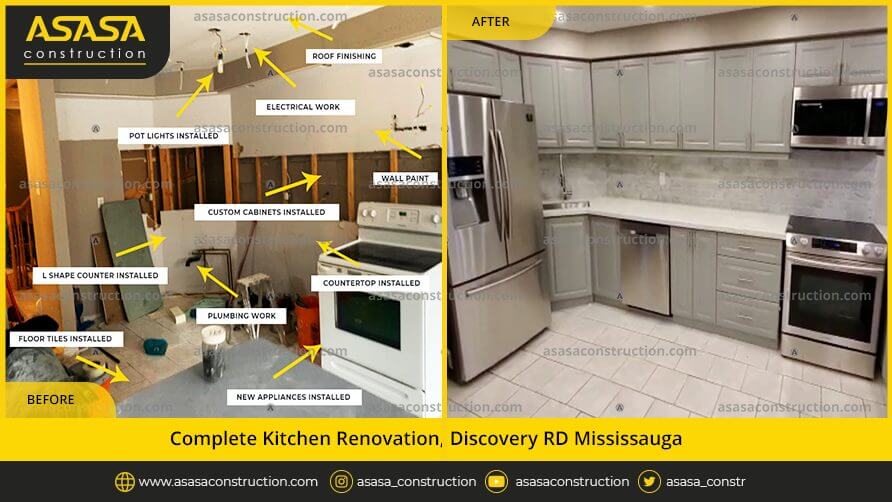 ASASA
construction
AFTER
ROOF FINISHING
ELECTRICAL WORK
POT LIGHTS INSTALLED
WALL PAINT
CUSTOM CABINETS INSTALLED
L SHAPE COUNTER INSTALLED
COUNTERTOP INSTALLED
PLUMBING WORK
FLOOR TILES INSTALLED
NEW APPLIANCES INSTALLED
BEFORE
asasaconstruction.com
Complete Kitchen Renovation, Discovery RD Mississauga
www.asasaconstruction.com asasa_construction asasaconstruction asasa_constr